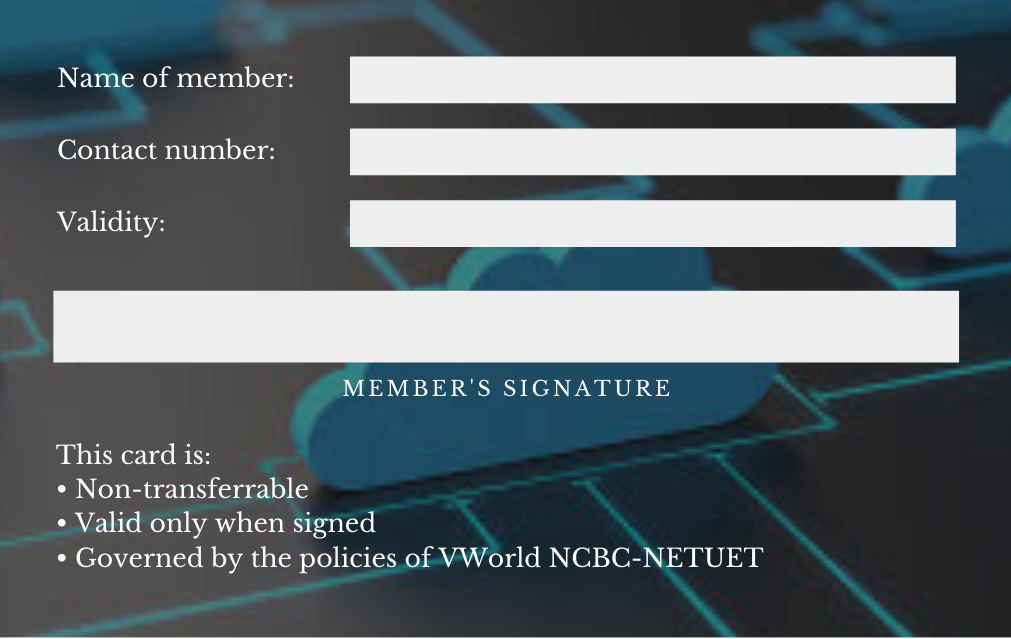 Name of member:
Contact number:
Validity:
MEMBER'S SIGNATURE
This card is:
• Non-transferrable
• Valid only when signed
• Governed by the policies of VWorld NCBC-NETUET